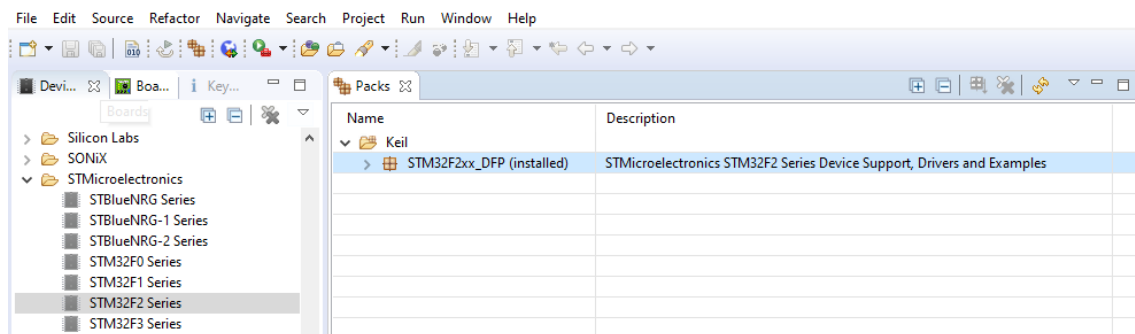 File Edit Source Refactor Navigate Search Project Run Window Help
Devi... Boa... Key...
Packs
Boards
Name Description
Silicon Labs
Keil
SONiX
STM32F2xx_DFP (installed) STMicroelectronics STM32F2 Series Device Support, Drivers and Examples
STMicroelectronics
STBlueNRG Series
STBlueNRG-1 Series
STBlueNRG-2 Series
STM32F0 Series
STM32F1 Series
STM32F2 Series
STM32F3 Series